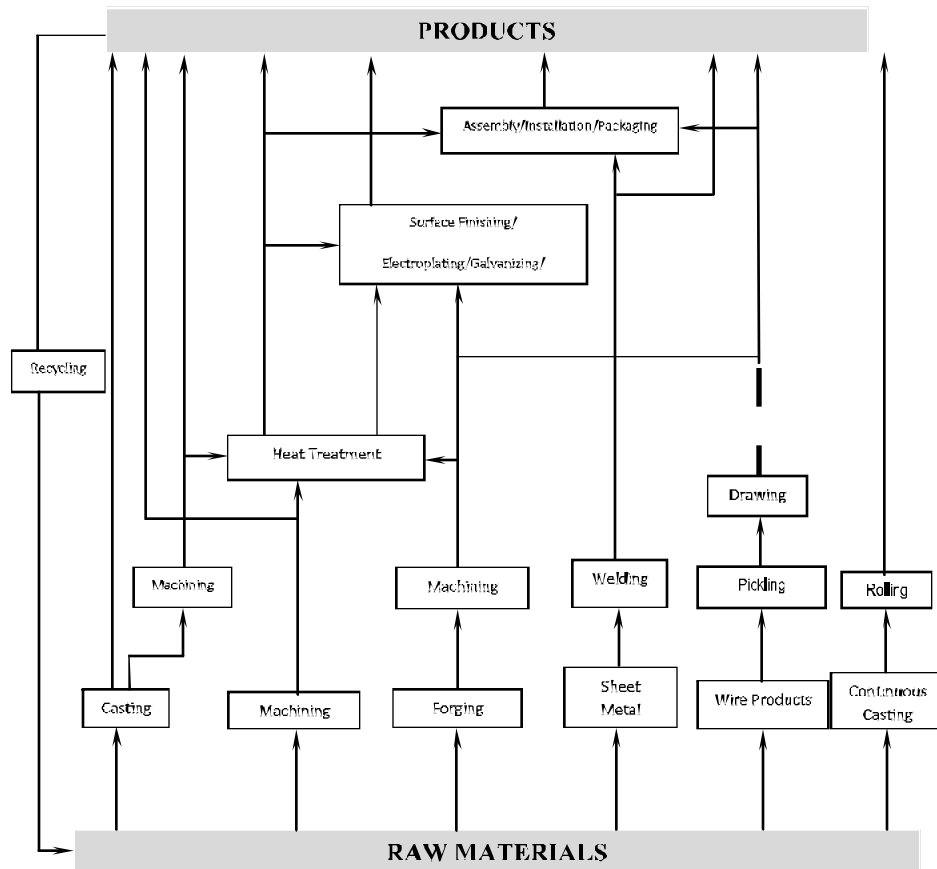 PRODUCTS
Assembly/Installation/Packaging
Surface Finishing/
Electroplating/Galvanizing/
Recycling
Heat Treatment
Drawing
Machining
Machining
Welding
Pickling
Rolling
Casting
Machining
Forging
Sheet
Metal
Wire Products
Continuous
Casting
RAW MATERIALS